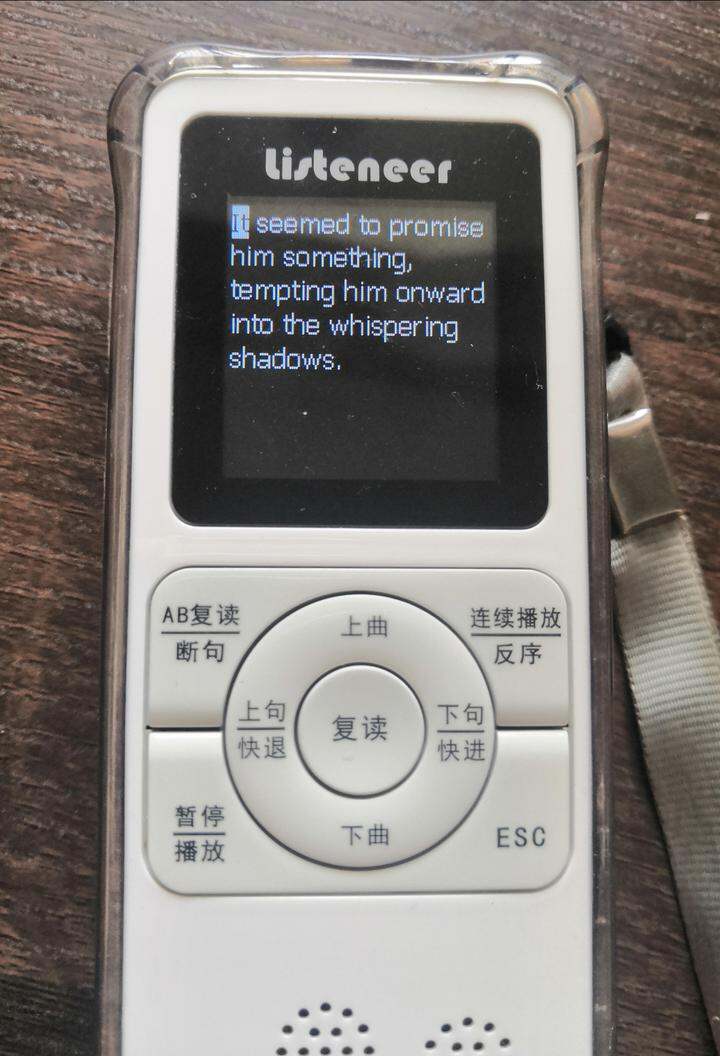 Listeneer
It seemed to promise
him something,
tempting him onward
into the whispering
shadows.
AB复读
断句
上曲
连续播放
反序
上句
快退
复读
下句
快进
暂停
播放
下曲
ESC